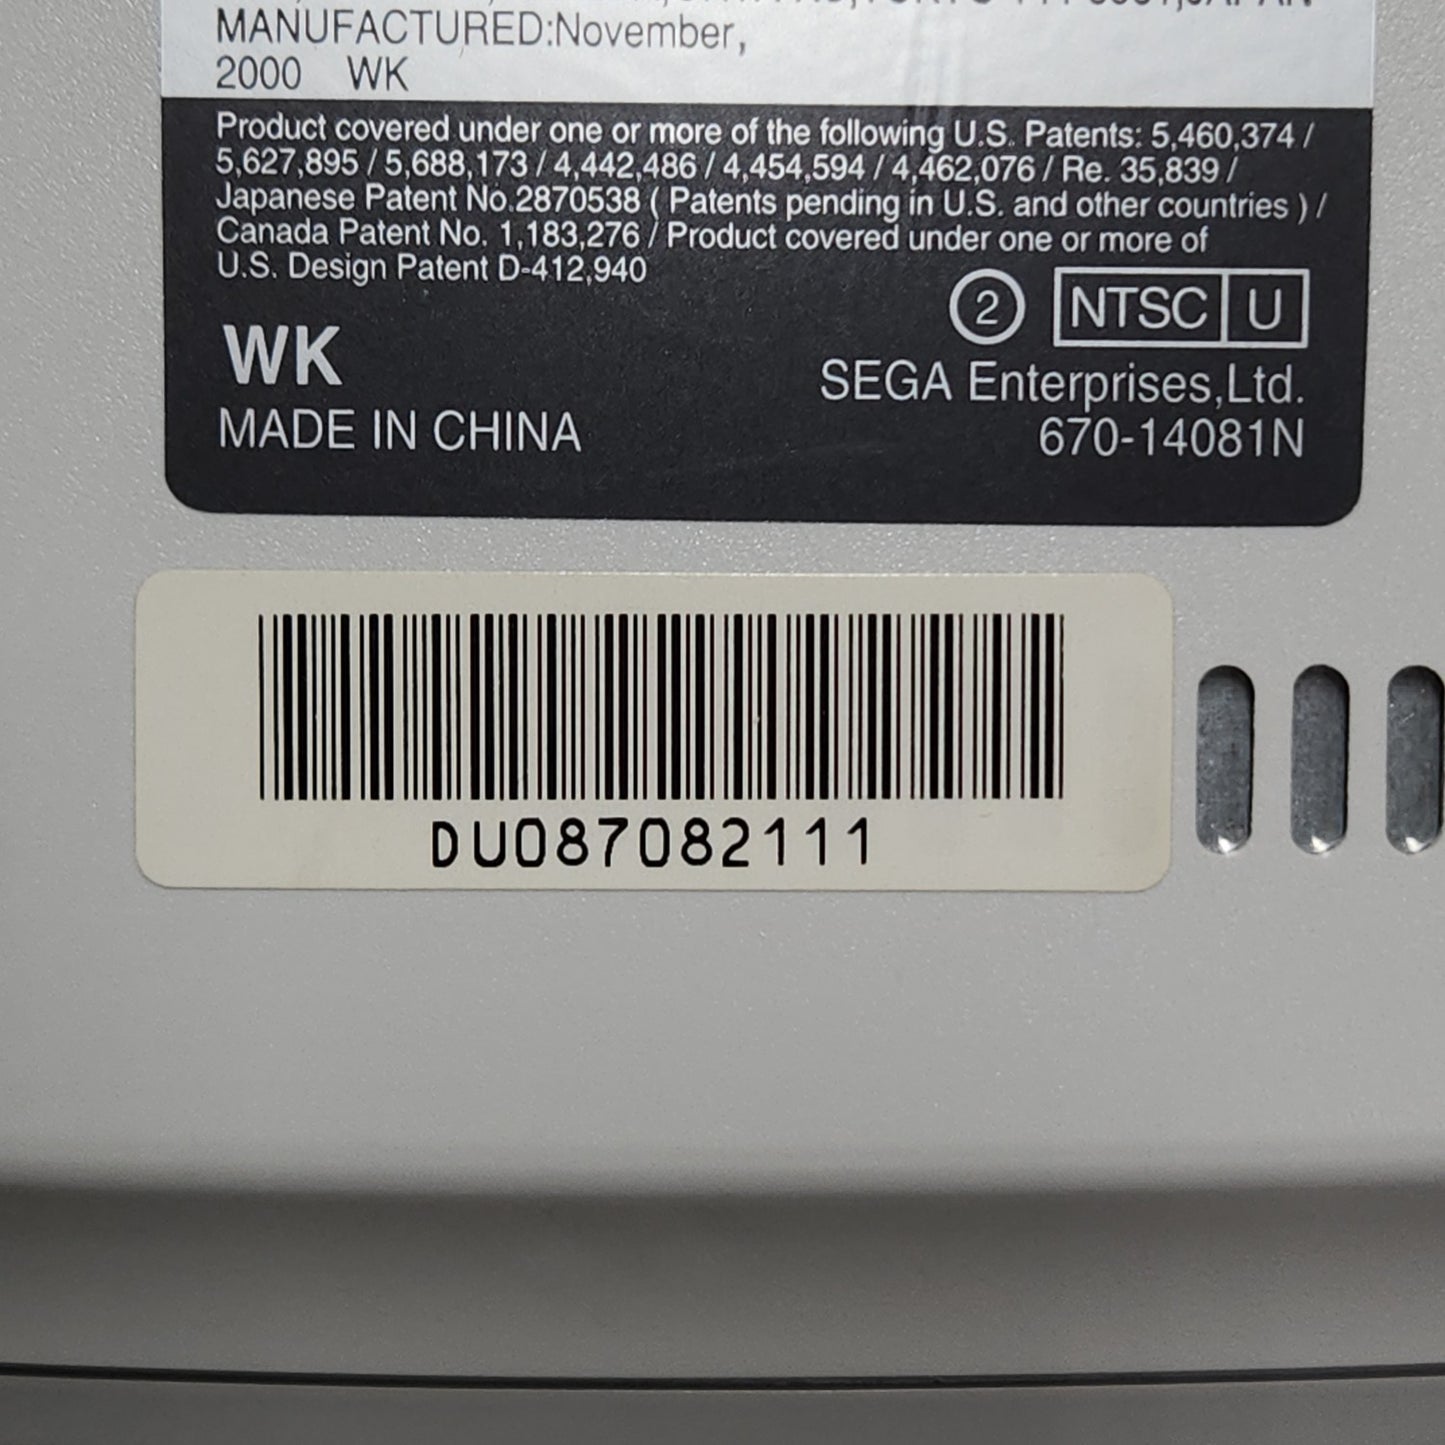 MANUFACTURED:November,
2000 WK
Product covered under one or more of the following U.S. Patents: 5,460,374 /
5,627,895 / 5,688,173 / 4,442,486 / 4,454,594 / 4,462,076 / Re. 35,839 /
Japanese Patent No.2870538 ( Patents pending in U.S. and other countries ) /
Canada Patent No. 1,183,276 / Product covered under one or more of
U.S. Design Patent D-412,940
2 NTSC U
WK
SEGA Enterprises,Ltd.
MADE IN CHINA
670-14081N
DU087082111